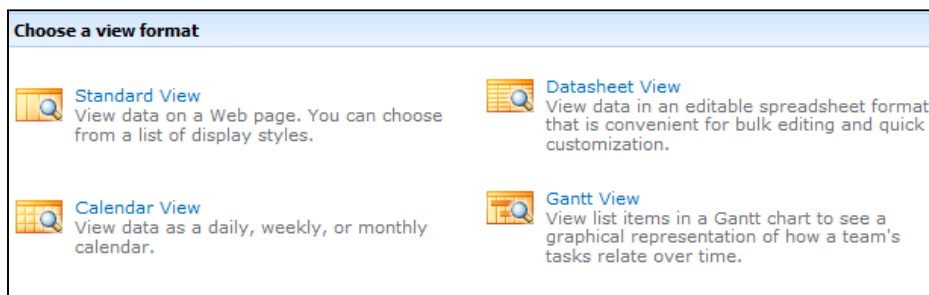 Choose a view format
Standard View
View data on a Web page. You can choose
from a list of display styles.
Datasheet View
View data in an editable spreadsheet format
that is convenient for bulk editing and quick
customization.
Calendar View
View data as a daily, weekly, or monthly
calendar.
Gantt View
View list items in a Gantt chart to see a
graphical representation of how a team's
tasks relate over time.